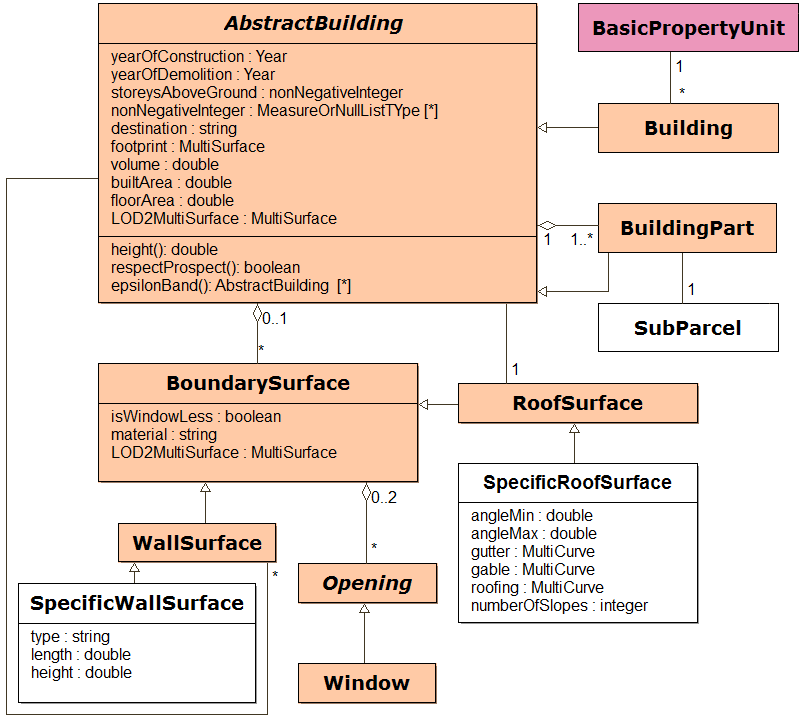 AbstractBuilding
yearOfConstruction : Year
yearOfDemolition : Year
storeysAboveGround : nonNegativeInteger
nonNegativeInteger : MeasureOrNullListTYpe [*]
destination : string
footprint : MultiSurface
volume : double
builtArea : double
floorArea : double
LOD2MultiSurface : MultiSurface
height(): double
respectProspect(): boolean
epsilonBand(): AbstractBuilding [*]
BasicPropertyUnit
1
*
Building
BuildingPart
1
1..*
1
SubParcel
0..1
*
1
BoundarySurface
isWindowLess : boolean
material : string
LOD2MultiSurface : MultiSurface
RoofSurface
SpecificRoofSurface
angleMin : double
angleMax : double
gutter : MultiCurve
gable : MultiCurve
roofing : MultiCurve
numberOfSlopes : integer
0..2
*
WallSurface
*
SpecificWallSurface
type : string
length : double
height : double
Opening
Window